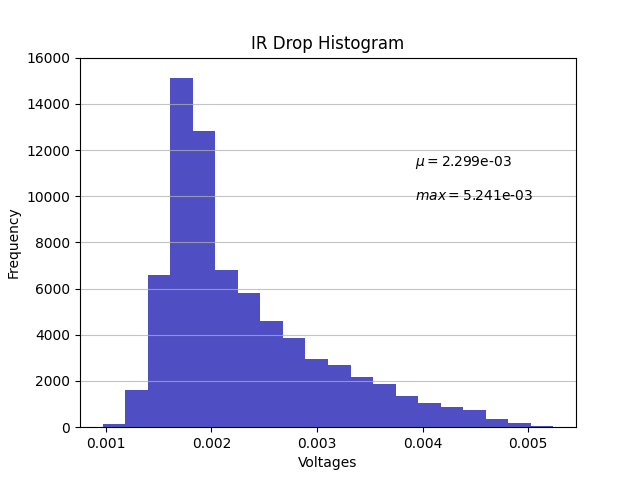 IR Drop Histogram
16000
14000
12000
10000
8000
6000
4000
2000
0
Frequency
μ = 2.299e-03
max = 5.241e-03
0.001 0.002 0.003 0.004 0.005
Voltages